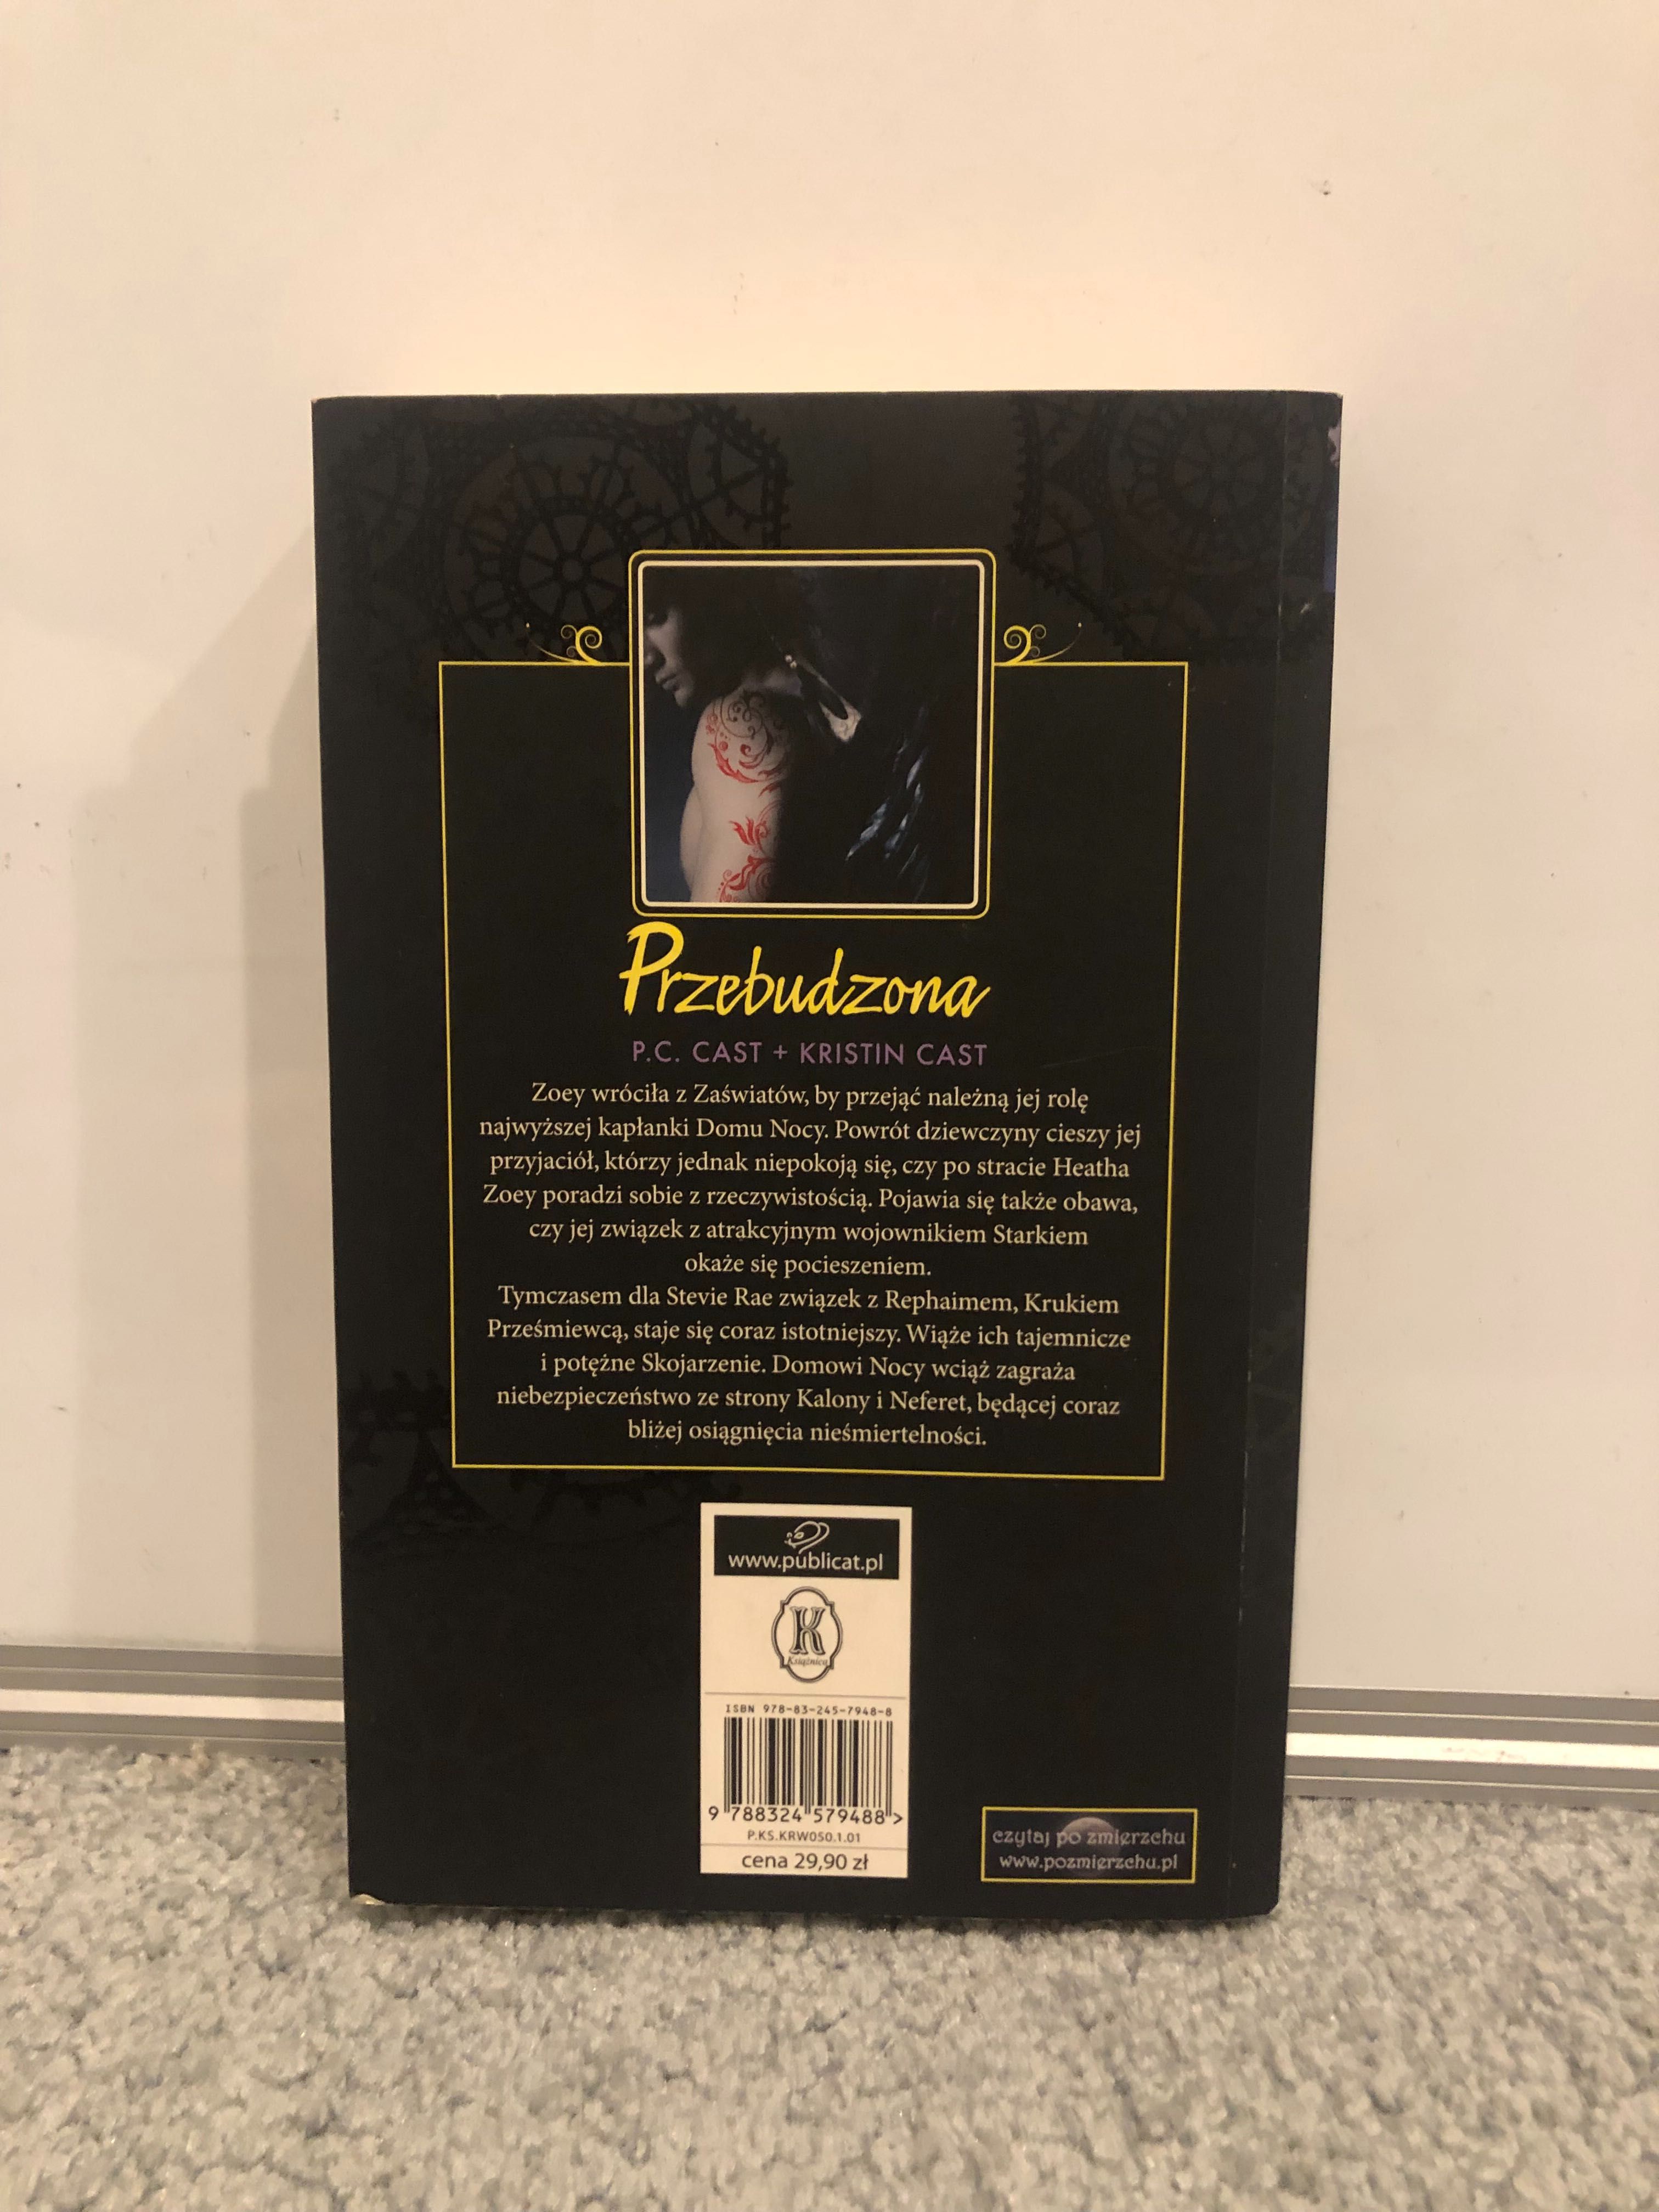 Przebudzona
P.C. CAST + KRISTIN CAST
Zoey wróciła z Zaświatów, by przejąć należną jej rolę
najwyższej kapłanki Domu Nocy. Powrót dziewczyny cieszy jej
przyjaciół, którzy jednak niepokoją się, czy po stracie Heatha
Zoey poradzi sobie z rzeczywistością. Pojawia się także obawa,
czy jej związek z atrakcyjnym wojownikiem Starkiem
okaże się pocieszeniem.
Tymczasem dla Stevie Rae związek z Rephaimem, Krukiem
Prześmiewcą, staje się coraz istotniejszy. Wiąże ich tajemnicze
i potężne Skojarzenie. Domowi Nocy wciąż zagraża
niebezpieczeństwo ze strony Kalony i Neferet, będącej coraz
bliżej osiągnięcia nieśmiertelności.
www.publicat.pl
K
Książnica
ISBN 978-83-245-7948-8
9 788324 579488 >
P.KS.KRW050.1.01
cena 29,90 zł
czytaj po zmierzchu
www.pozmierzchu.pl